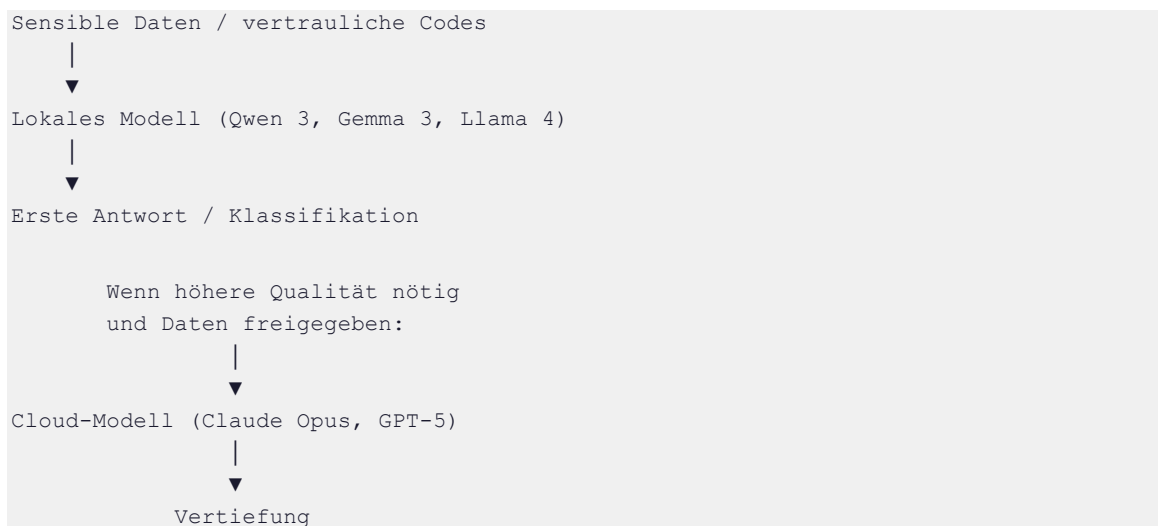 Sensible Daten / vertrauliche Codes
│
▼
Lokales Modell (Qwen 3, Gemma 3, Llama 4)
│
▼
Erste Antwort / Klassifikation
Wenn höhere Qualität nötig
und Daten freigegeben:
│
▼
Cloud-Modell (Claude Opus, GPT-5)
│
▼
Vertiefung